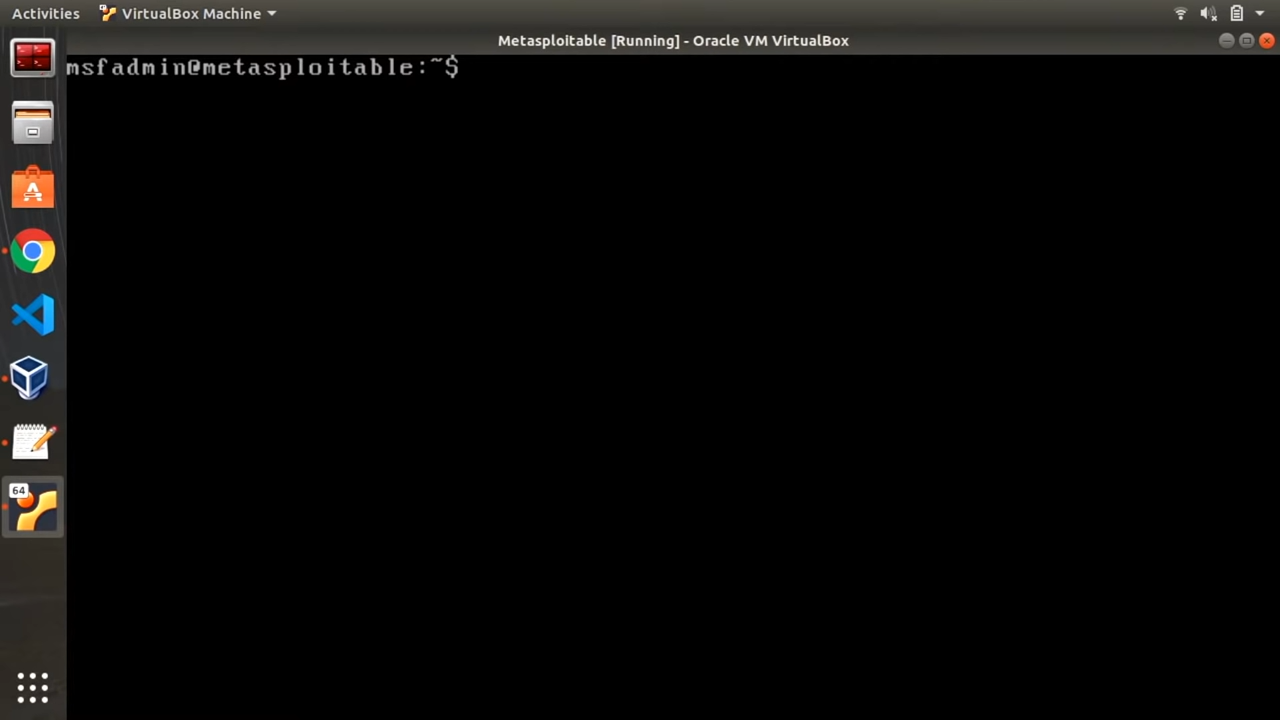 Activities VirtualBox Machine
Metasploitable [Running] - Oracle VM VirtualBox
msfadmin@metasploitable:~$
64